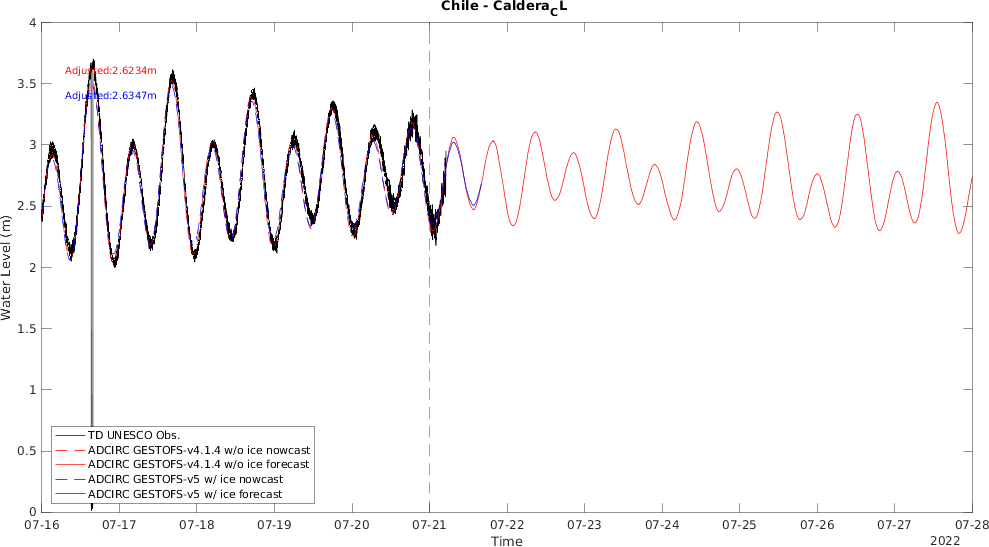 Chile - Caldera_CL
4
3.5
3
2.5
2
1.5
1
0.5
0
Water Level (m)
Adjusted:2.6234m
Adjusted:2.6347m
TD UNESCO Obs.
ADCIRC GESTOFS-v4.1.4 w/o ice nowcast
ADCIRC GESTOFS-v4.1.4 w/o ice forecast
ADCIRC GESTOFS-v5 w/ ice nowcast
ADCIRC GESTOFS-v5 w/ ice forecast
07-16 07-17 07-18 07-19 07-20 07-21 07-22 07-23 07-24 07-25 07-26 07-27 07-28
Time
2022